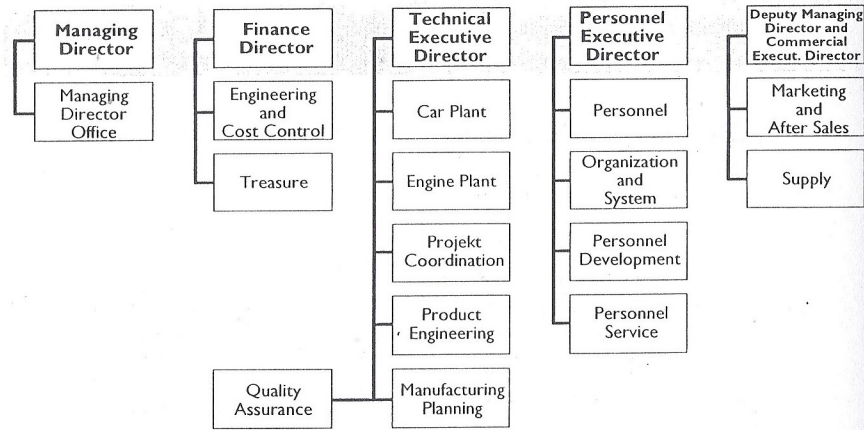 Managing
Director
Managing
Director
Office
Finance
Director
Engineering
and
Cost Control
Treasure
Quality
Assurance
Technical
Executive
Director
Car Plant
Engine Plant
Projekt
Coordination
Product
Engineering
Manufacturing
Planning
Personnel
Executive
Director
Personnel
Organization
and
System
Personnel
Development
Personnel
Service
Deputy Managing
Director and
Commercial
Execut. Director
Marketing
and
After Sales
Supply